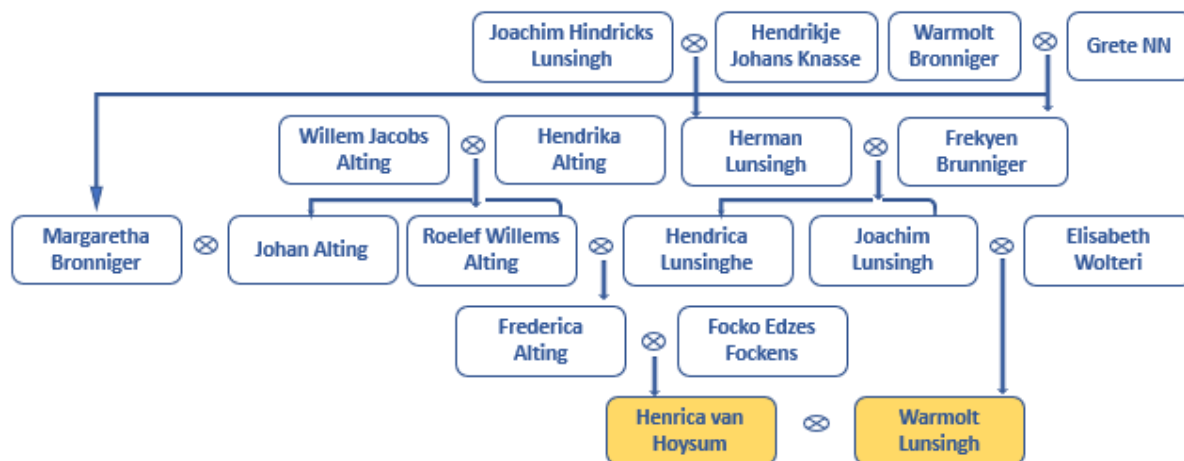 Joachim Hindricks
Lunsingh
Hendrikje
Johans Knasse
Warmolt
Bronniger
Grete NN
Willem Jacobs
Alting
Hendrika
Alting
Herman
Lunsingh
Frekyen
Brunniger
Margaretha
Bronniger
Johan Alting
Roelef Willems
Alting
Hendrica
Lunsinghe
Joachim
Lunsingh
Elisabeth
Wolteri
Frederica
Alting
Focko Edzes
Fockens
Henrica van
Hoysum
Warmolt
Lunsingh